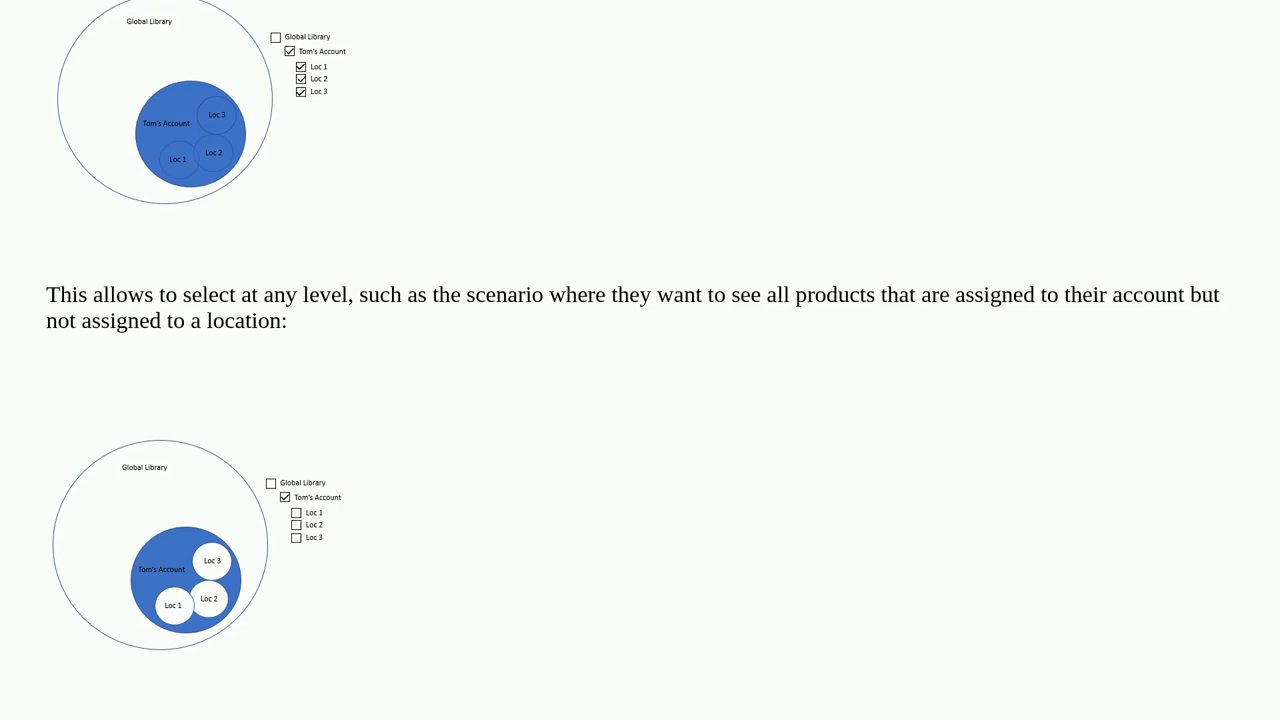 Global Library
Global Library
Tom's Account
Loc 1
Loc 2
Loc 3
Loc 3
Tom's Account
Loc 2
Loc 1
This allows to select at any level, such as the scenario where they want to see all products that are assigned to their account but
not assigned to a location:
Global Library
Global Library
Tom's Account
Loc 1
Loc 2
Loc 3
Loc 3
Tom's Account
Loc 2
Loc 1